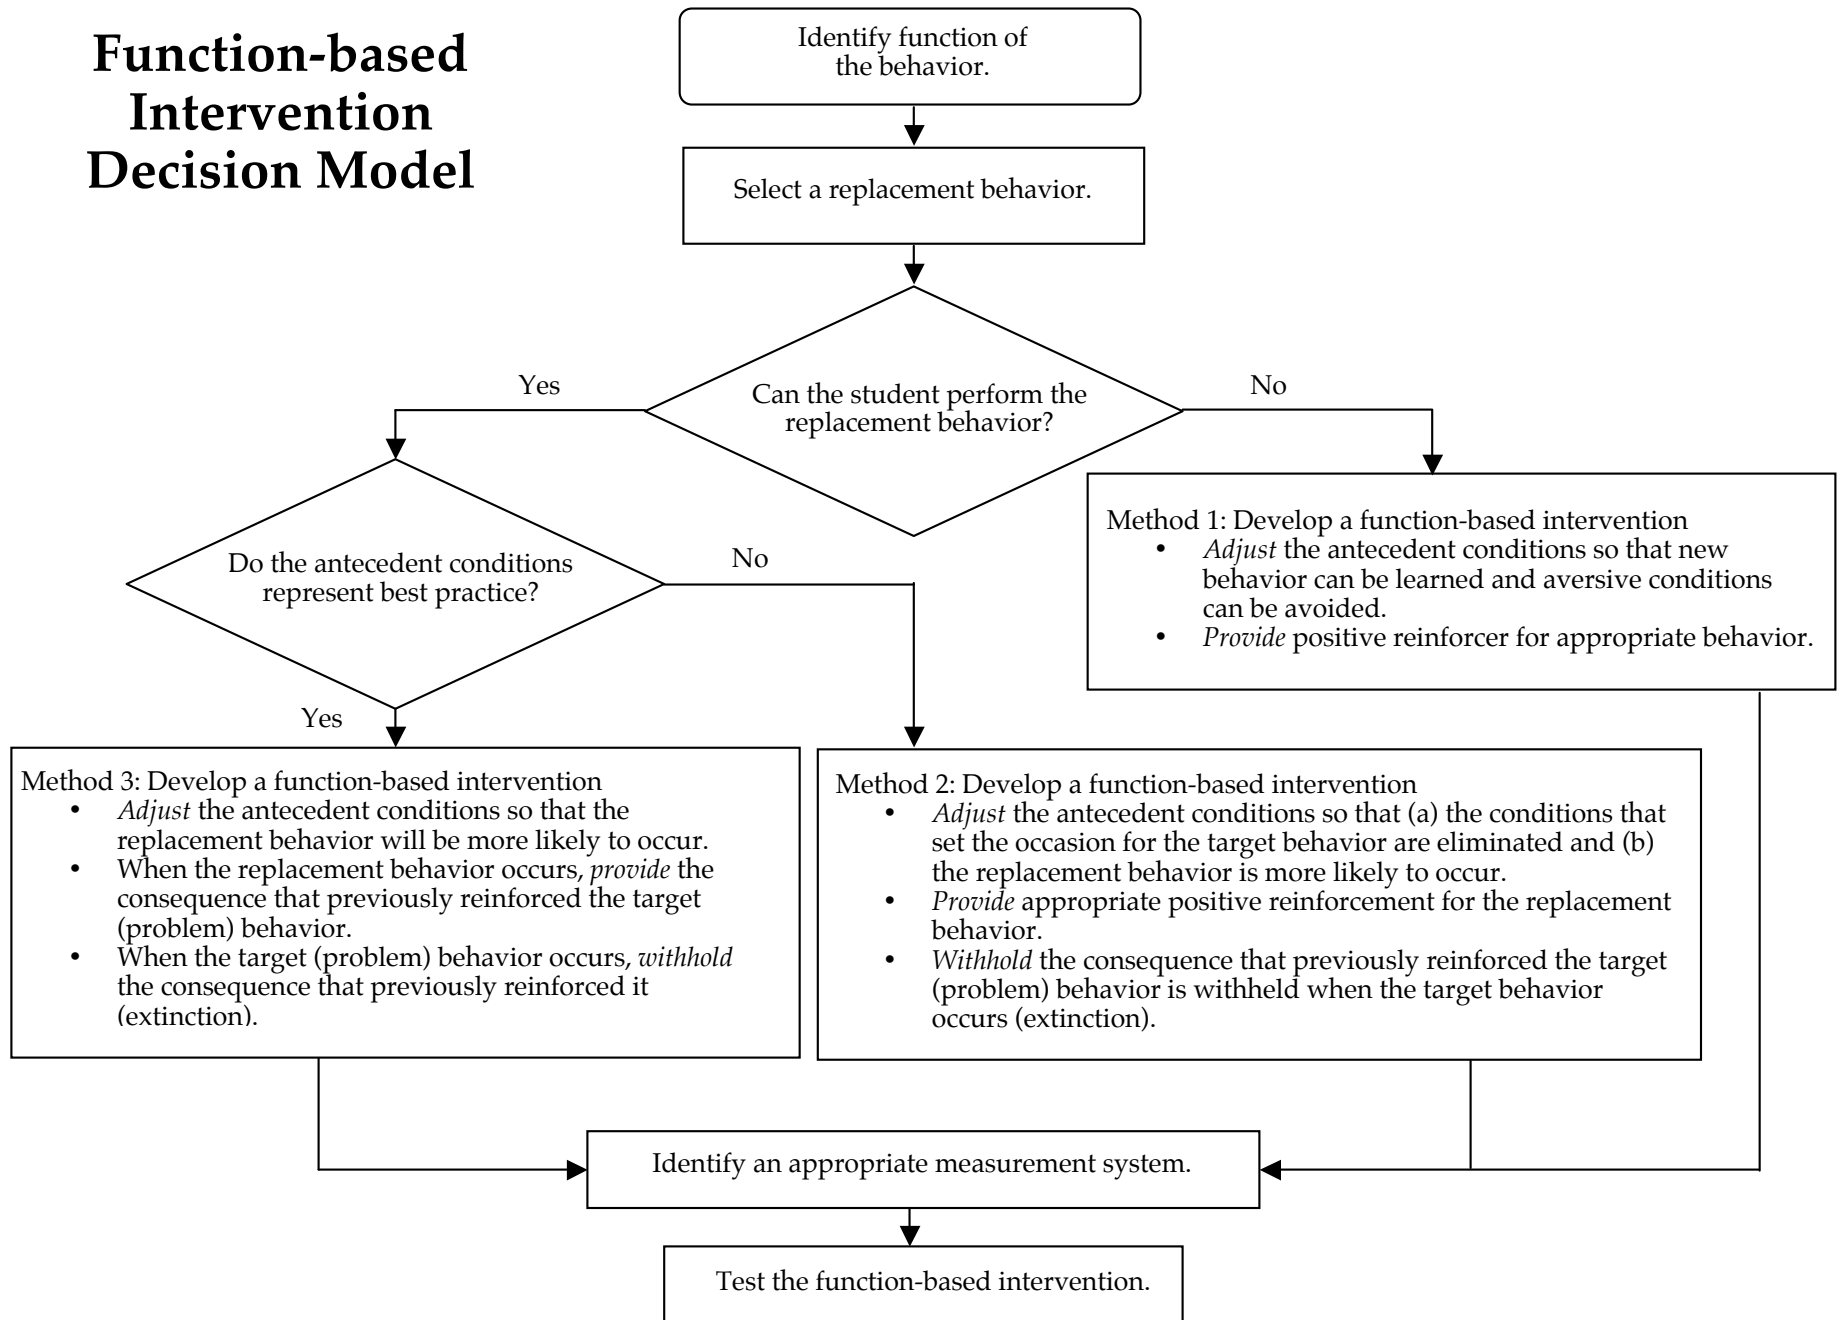 Function-based
Intervention
Decision Model
Identify function of
the behavior.
Select a replacement behavior.
Can the student perform the
replacement behavior?
Yes
No
Do the antecedent conditions
represent best practice?
No
Yes
Method 1: Develop a function-based intervention
• Adjust the antecedent conditions so that new
behavior can be learned and aversive conditions
can be avoided.
• Provide positive reinforcer for appropriate behavior.
Method 3: Develop a function-based intervention
• Adjust the antecedent conditions so that the
replacement behavior will be more likely to occur.
• When the replacement behavior occurs, provide the
consequence that previously reinforced the target
(problem) behavior.
• When the target (problem) behavior occurs, withhold
the consequence that previously reinforced it
(extinction).
Method 2: Develop a function-based intervention
• Adjust the antecedent conditions so that (a) the conditions that
set the occasion for the target behavior are eliminated and (b)
the replacement behavior is more likely to occur.
• Provide appropriate positive reinforcement for the replacement
behavior.
• Withhold the consequence that previously reinforced the target
(problem) behavior is withheld when the target behavior
occurs (extinction).
Identify an appropriate measurement system.
Test the function-based intervention.